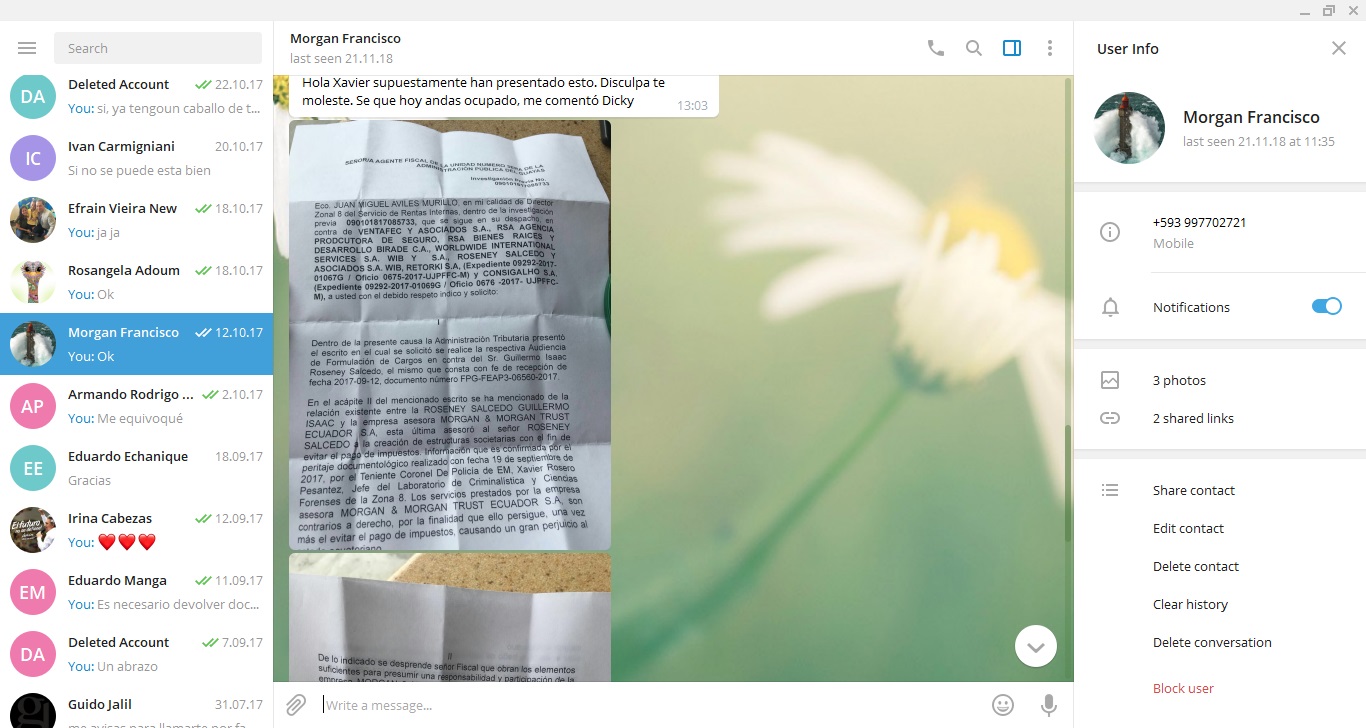 Search
DA
Deleted Account
22.10.17
You: si, ya tengoun caballo de t...
IC
Ivan Carmigniani
20.10.17
Si no se puede esta bien
Efrain Vieira New
18.10.17
You: ja ja
Rosangela Adoum
18.10.17
You: Ok
Morgan Francisco
12.10.17
You: Ok
AP
Armando Rodrigo ...
2.10.17
You: Me equivoqué
EE
Eduardo Echanique
18.09.17
Gracias
Irina Cabezas
12.09.17
You: ❤️❤️❤️
EM
Eduardo Manga
11.09.17
You: Es necesario devolver doc...
DA
Deleted Account
7.09.17
You: Un abrazo
Guido Jalil
31.07.17
me avisas para llamarte por fa
Morgan Francisco
last seen 21.11.18
Hola Xavier supuestamente han presentado esto. Disculpa te
moleste. Se que hoy andas ocupado, me comentó Dicky
13:03
SEÑOR/A AGENTE FISCAL DE LA UNIDAD NUMERO DE LA
ADMINISTRACIÓN PÚBLICA DEL GUAYAS
Investigación Previa No.
090101817085733
Eco. JUAN MIGUEL AVILES MURILLO, en mi calidad de Director
Zonal 8 del Servicio de Rentas Internas, dentro de la investigación
previa 090101817085733, que se sigue en su despacho, en
contra de VENTAFEC Y ASOCIADOS S.A., RSA AGENCIA
PRODCUTORA DE SEGURO, RSA BIENES RAICES Y
DESARROLLO BIRADE C.A., WORLDWIDE INTERNATIONAL
SERVICES S.A. WIB Y S.A., ROSENEY SALCEDO Y
ASOCIADOS S.A. WIB, RETORKI S.A, (Expediente 09292-2017-
01067G / Oficio 0675-2017-UJPFFC-M) y CONSIGALHO S.A.
(Expediente 09292-2017-01069G / Oficio 0676 -2017- UJPFFC-
M), a usted con el debido respeto indico y solicito:
I
Dentro de la presente causa la Administración Tributaria presentó
el escrito en el cual se solicitó se realice la respectiva Audiencia
de Formulación de Cargos en contra del Sr. Guillermo Isaac
Roseney Salcedo, el mismo que consta con fe de recepción de
fecha 2017-09-12, documento número FPG-FEAP3-06560-2017.
En el acápite II del mencionado escrito se ha mencionado de la
relación existente entre la ROSENEY SALCEDO GUILLERMO
ISAAC y la empresa asesora MORGAN & MORGAN TRUST
ECUADOR S.A, esta última asesoró al señor ROSENEY
SALCEDO a la creación de estructuras societarias con el fin de
evitar el pago de impuestos. Información que es confirmada por el
peritaje documentológico realizado con fecha 19 de septiembre de
2017, por el Teniente Coronel De Policia de EM, Xavier Rosero
Pesantez, Jefe del Laboratorio de Criminalística y Ciencias
Forenses de la Zona 8. Los servicios prestados por la empresa
asesora MORGAN & MORGAN TRUST ECUADOR S.A, son
contrarios a derecho, por la finalidad que ello persigue, una vez
más el evitar el pago de impuestos, causando un gran perjuicio al
II
De lo indicado se desprende señor Fiscal que obran los elementos
suficientes para presumir una responsabilidad y participación de la
Write a message...
User Info
Morgan Francisco
last seen 21.11.18 at 11:35
+593 997702721
Mobile
Notifications
3 photos
2 shared links
Share contact
Edit contact
Delete contact
Clear history
Delete conversation
Block user